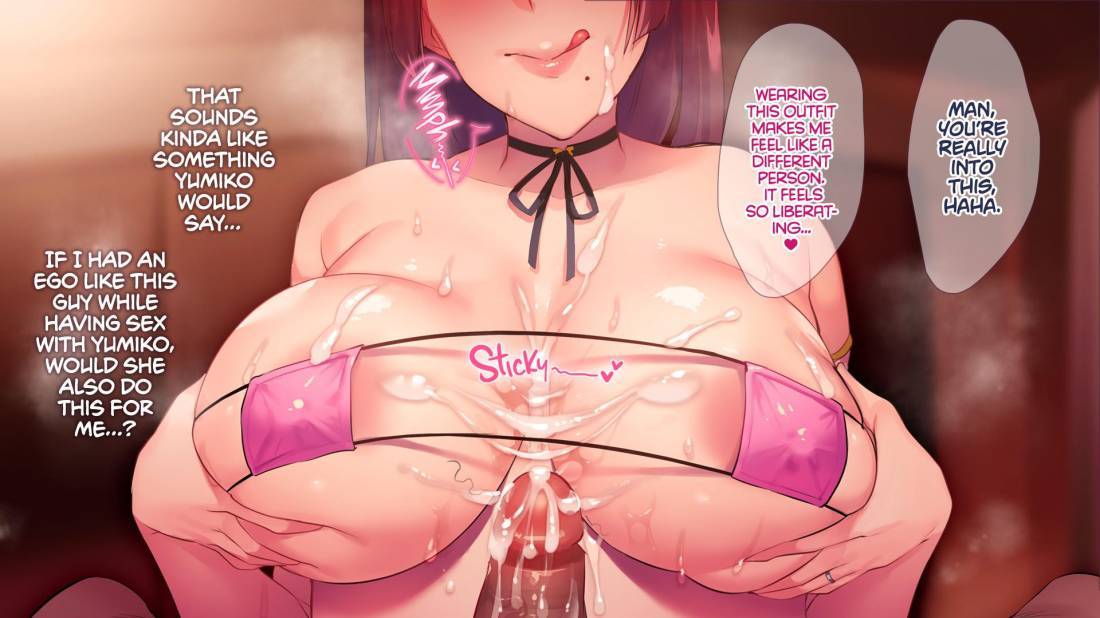 MAN,
YOU'RE
REALLY
INTO
THIS,
HAHA.
WEARING
THIS OUTFIT
MAKES ME
FEEL LIKE A
DIFFERENT
PERSON.
IT FEELS
SO LIBERAT-
ING...
♥
Mmph~
Sticky~
THAT
SOUNDS
KINDA LIKE
SOMETHING
YUMIKO
WOULD
SAY...
IF I HAD AN
EGO LIKE THIS
GUY WHILE
HAVING SEX
WITH YUMIKO,
WOULD SHE
ALSO DO
THIS FOR
ME...?